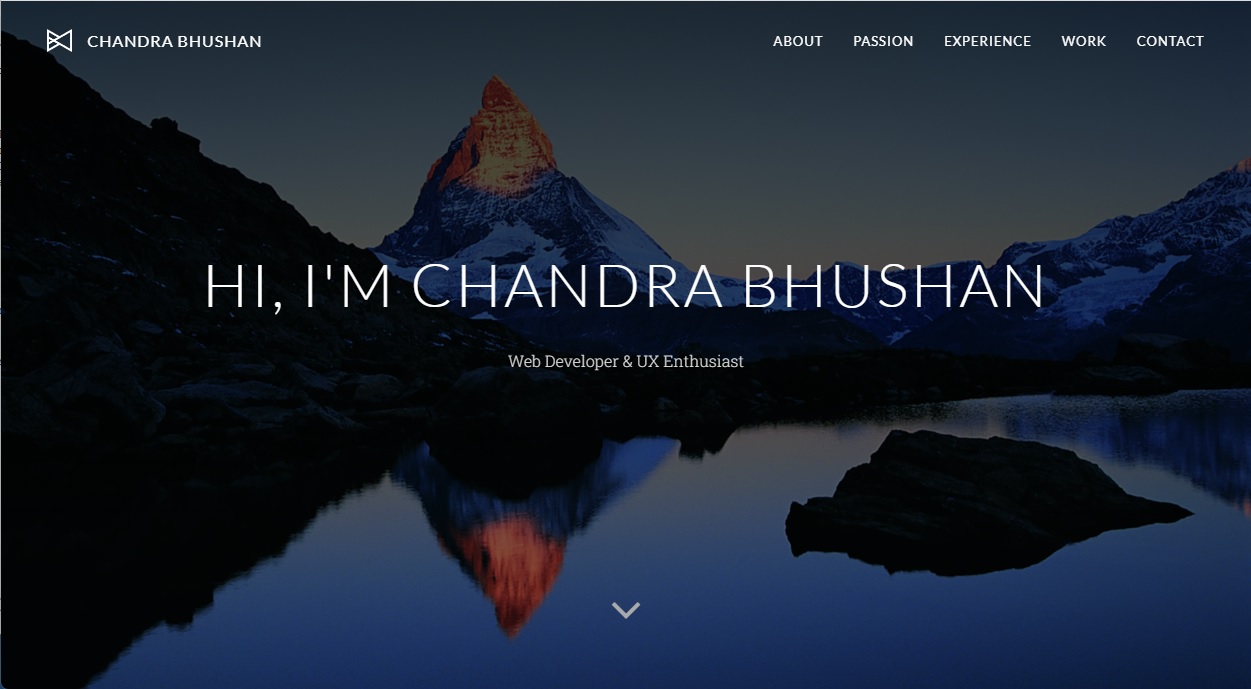 CHANDRA BHUSHAN
ABOUT PASSION EXPERIENCE WORK CONTACT
HI, I'M CHANDRA BHUSHAN
Web Developer & UX Enthusiast